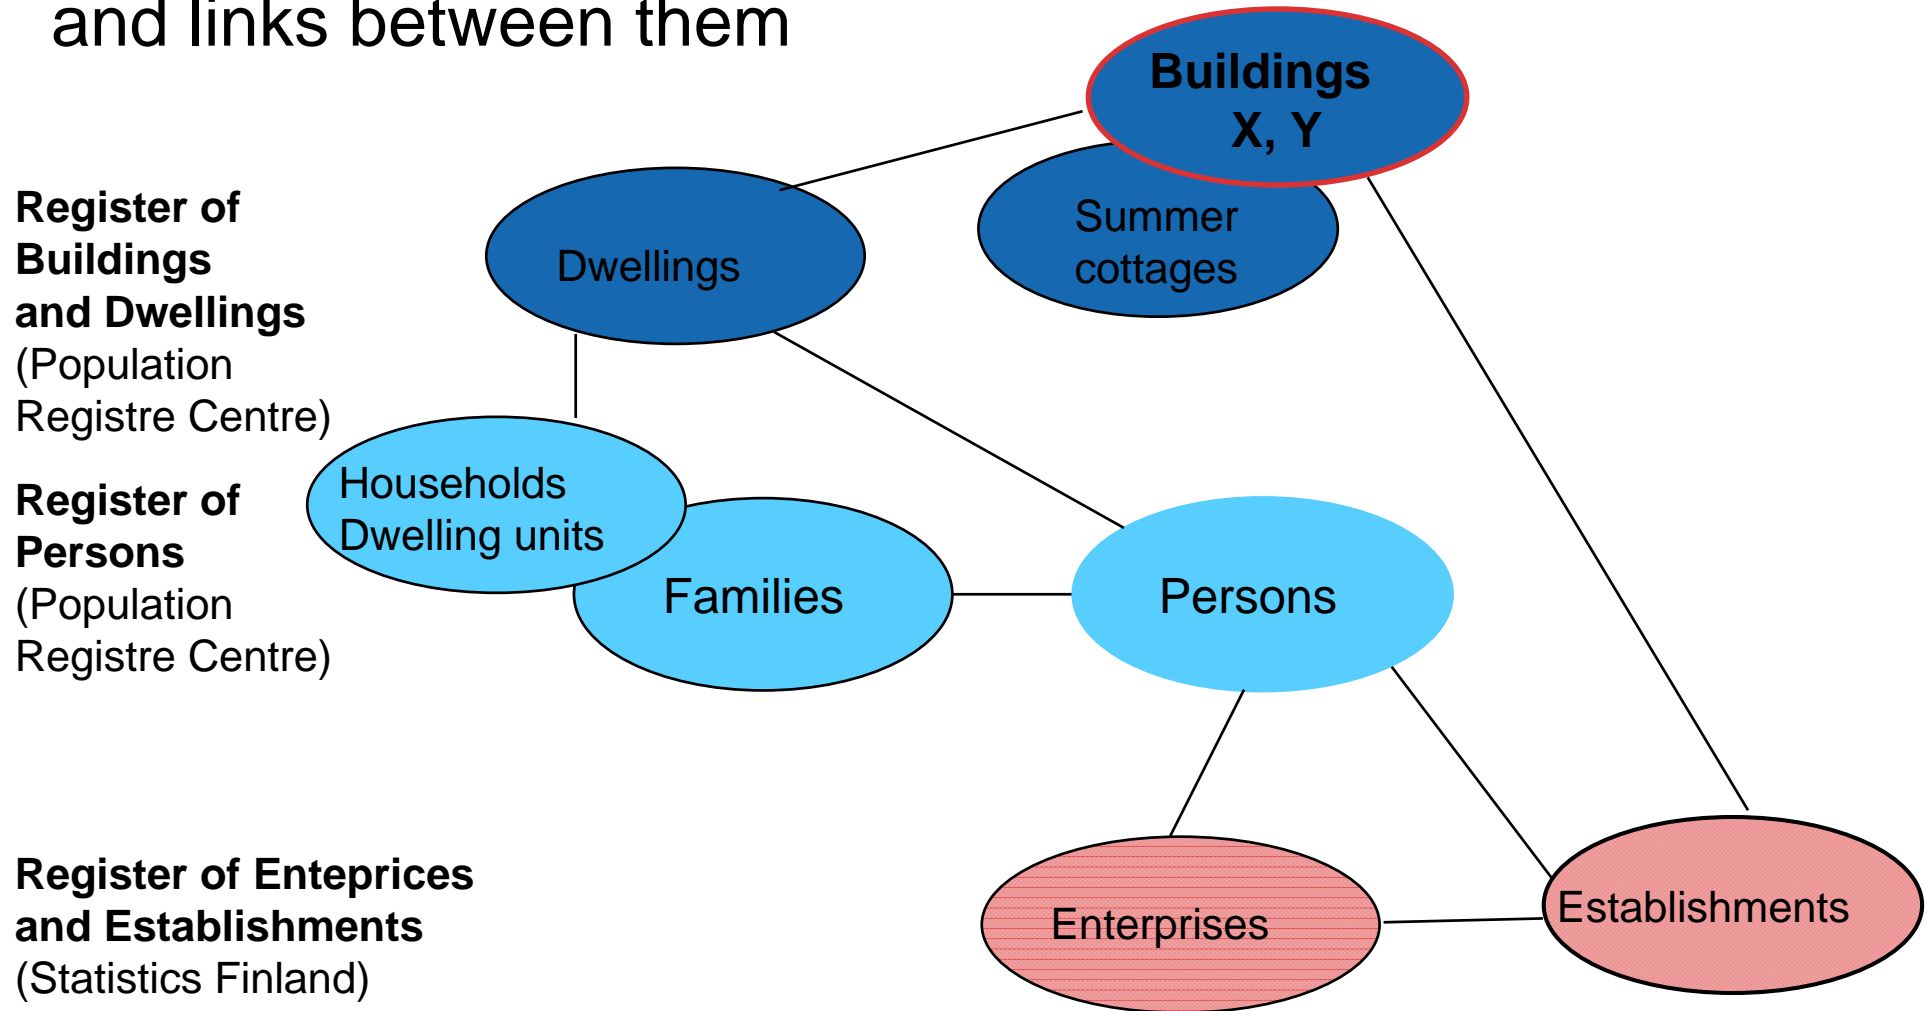 and links between them
Buildings
X, Y
Summer
cottages
Dwellings
Register of
Buildings
and Dwellings
(Population
Registre Centre)
Households
Dwelling units
Families
Persons
Register of
Persons
(Population
Registre Centre)
Register of Enteprices
and Establishments
(Statistics Finland)
Enterprises
Establishments